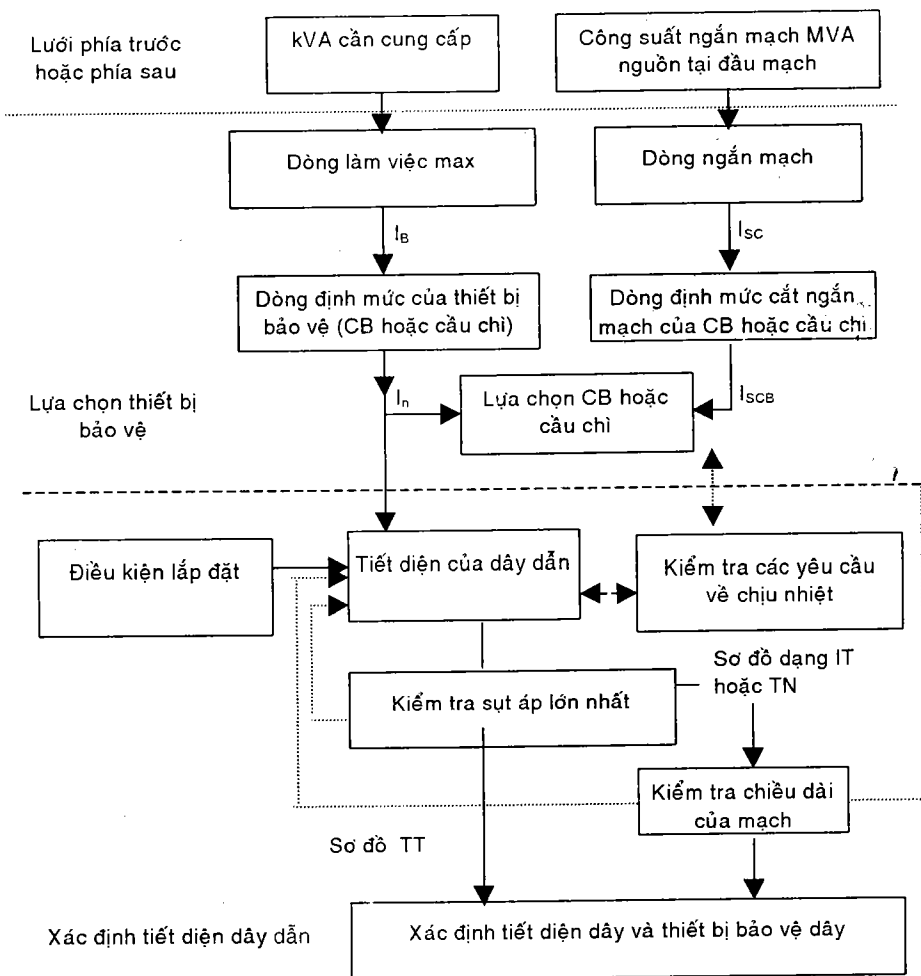 Lưới phía trước
hoặc phía sau
kVA cần cung cấp
Công suất ngắn mạch MVA
nguồn tại đầu mạch
Dòng làm việc max
Dòng ngắn mạch
I_B
I_SC
Dòng định mức của thiết bị
bảo vệ (CB hoặc cầu chì)
Dòng định mức cắt ngắn
mạch của CB hoặc cầu chì
Lựa chọn thiết bị
bảo vệ
I_n
Lựa chọn CB hoặc
cầu chì
I_SCB
Điều kiện lắp đặt
Tiết diện của dây dẫn
Kiểm tra các yêu cầu
về chịu nhiệt
Kiểm tra sụt áp lớn nhất
Sơ đồ dạng IT
hoặc TN
Kiểm tra chiều dài
của mạch
Sơ đồ TT
Xác định tiết diện dây dẫn
Xác định tiết diện dây và thiết bị bảo vệ dây